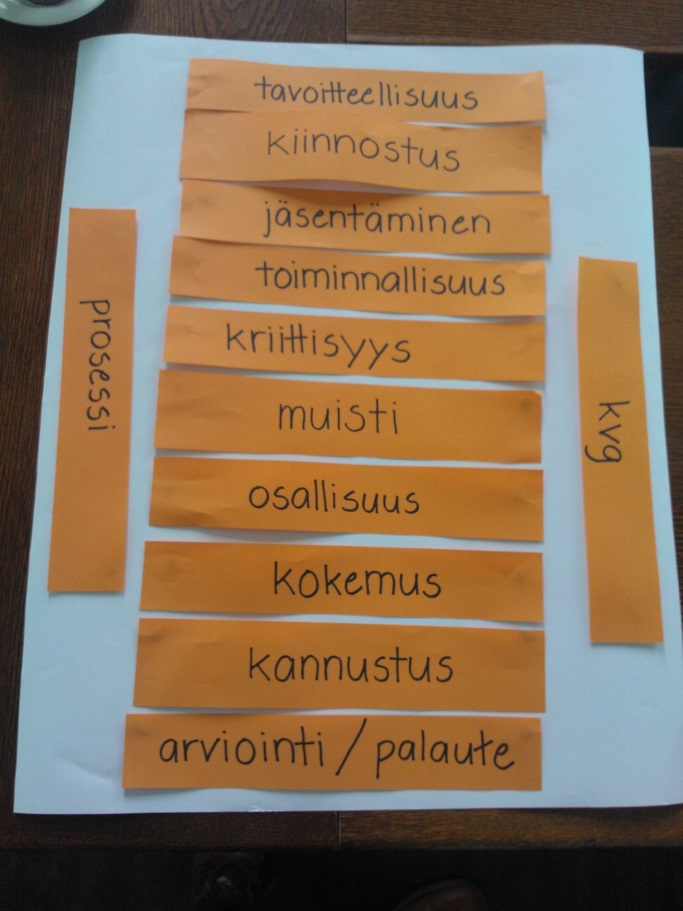 tavoitteellisuus
kiinnostus
jäsentäminen
toiminnallisuus
kriittisyys
muisti
osallisuus
kokemus
kannustus
arviointi / palaute
prosessi
kvg